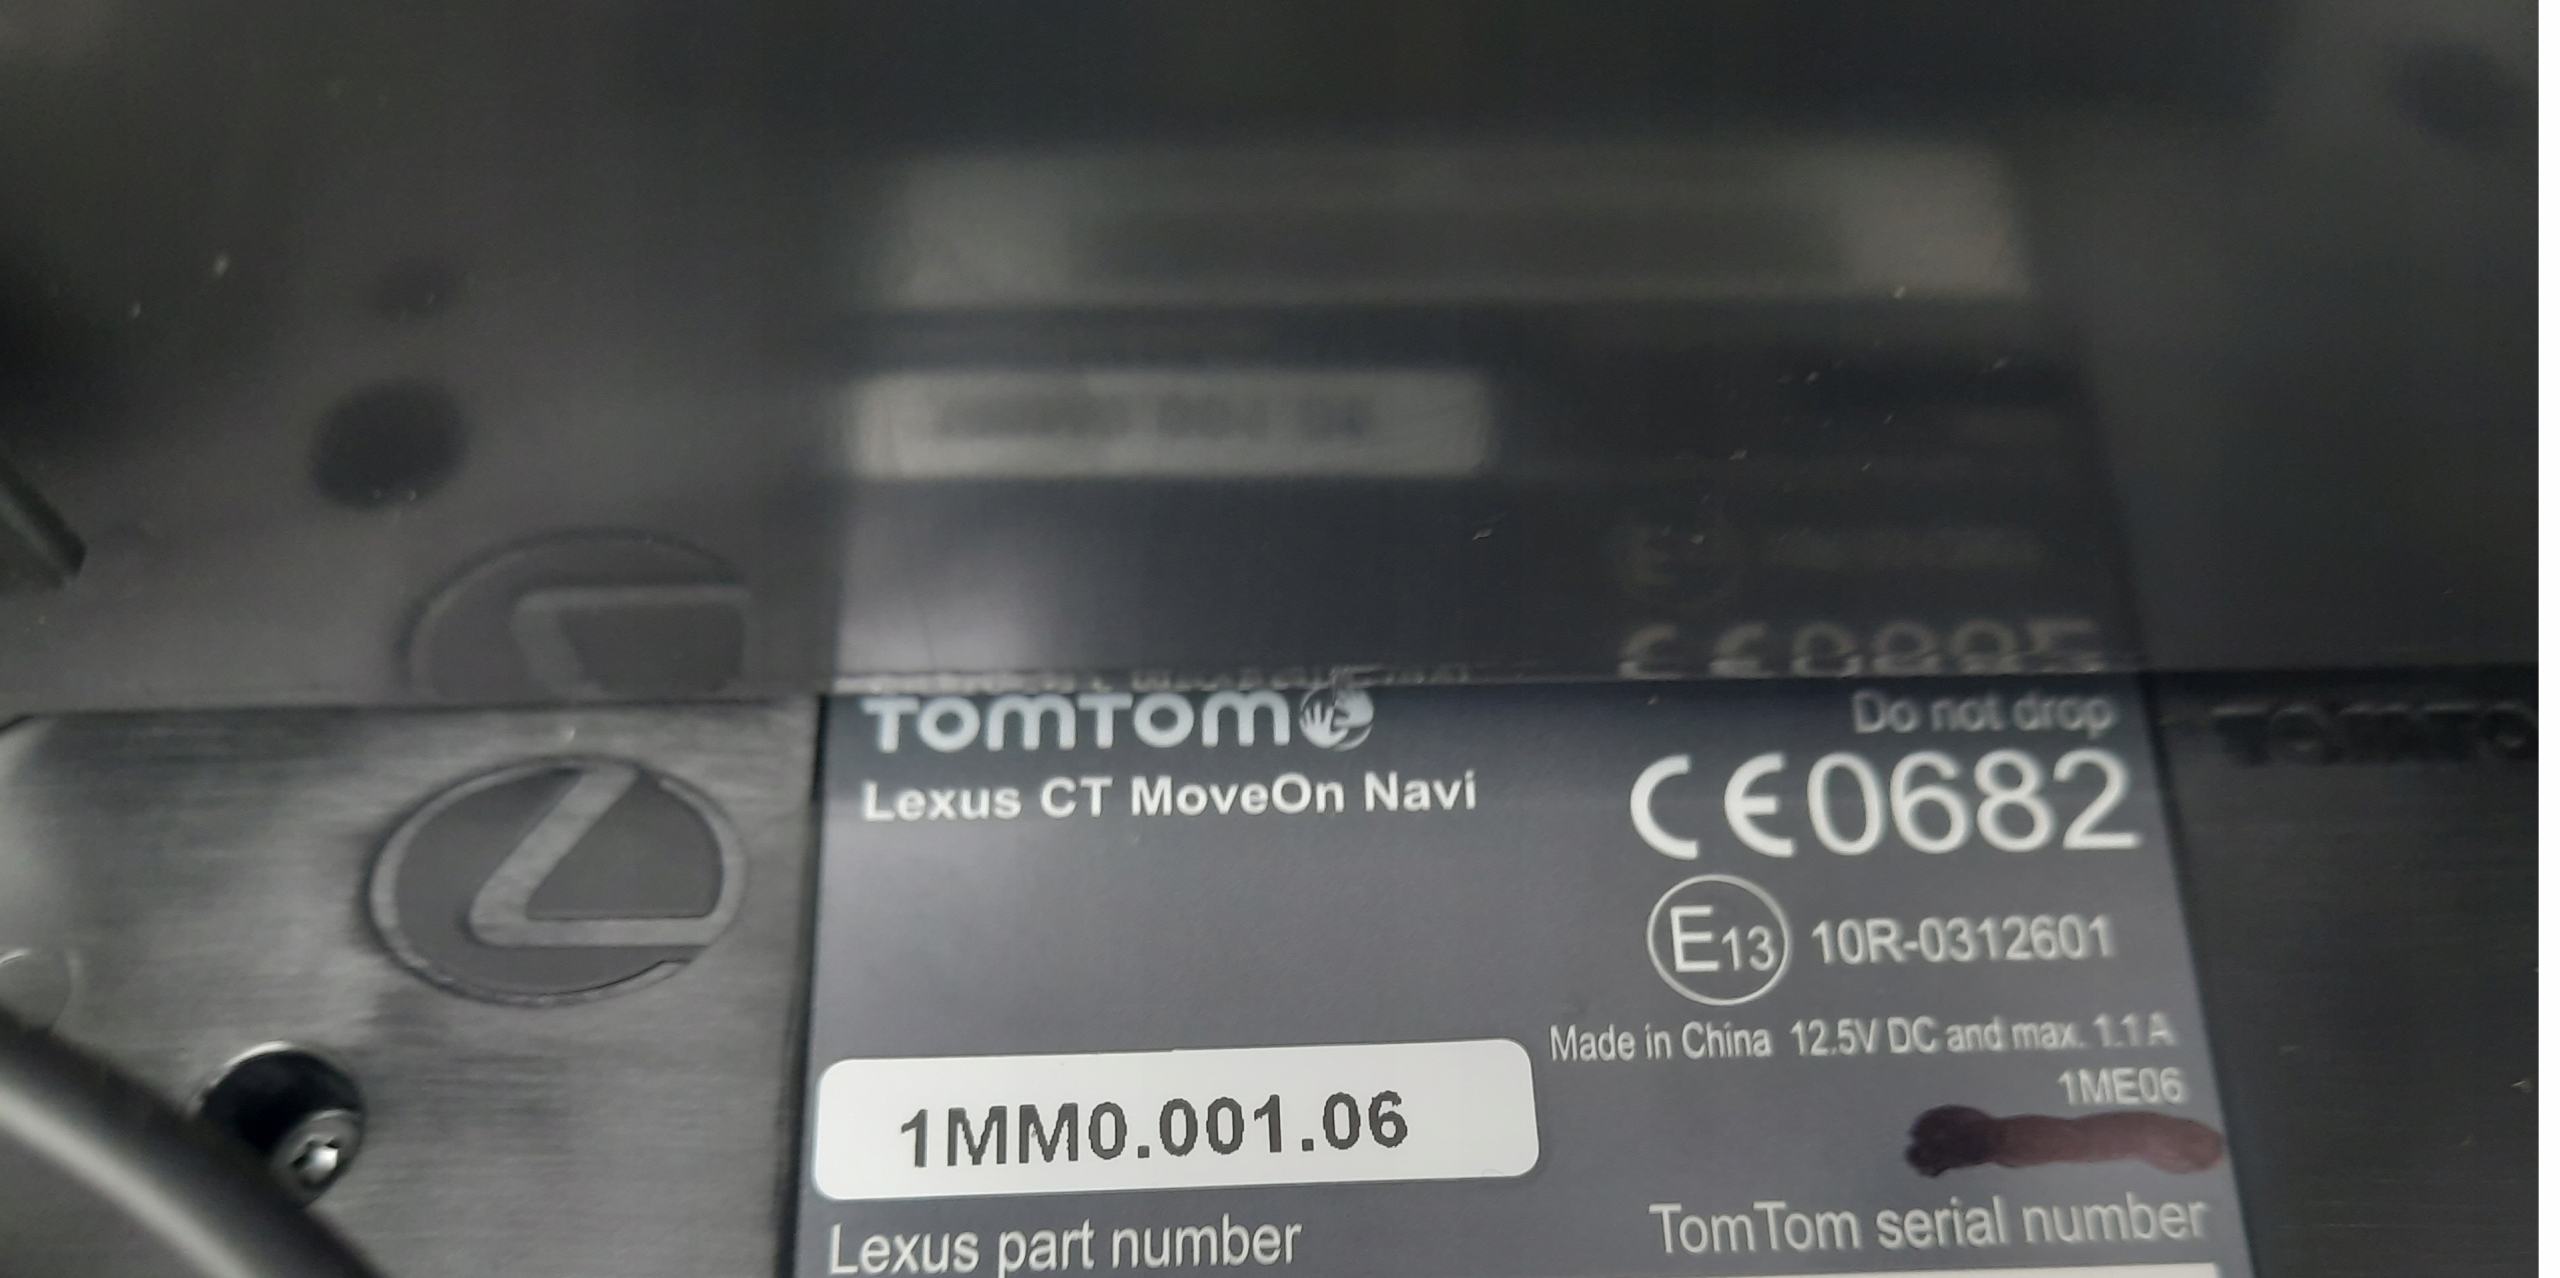 TOMTOM
Do not drop
Lexus CT MoveOn Navi
CE0682
E13 10R-0312601
Made in China 12.5V DC and max. 1.1 A
1ME06
1MM0.001.06
Lexus part number
TomTom serial number